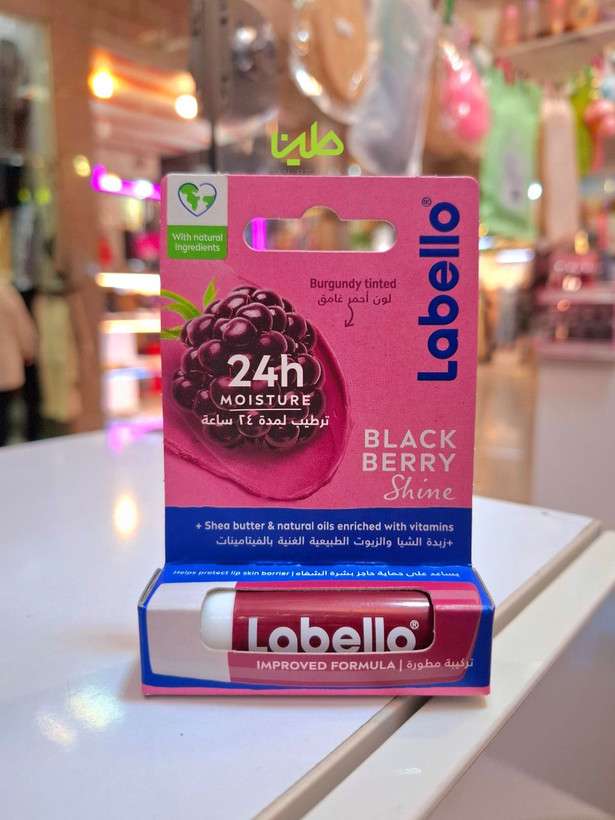 طينا
With natural
ingredients
Labello®
Burgundy tinted
لون أحمر غامق
24h
MOISTURE
ترطيب لمدة ٢٤ ساعة
BLACK
BERRY
Shine
+ Shea butter & natural oils enriched with vitamins
+زبدة الشيا والزيوت الطبيعية الغنية بالفيتامينات
Helps protect lip skin barrier | يساعد على حماية حاجز بشرة الشفاه
Labello®
IMPROVED FORMULA | تركيبة مطورة